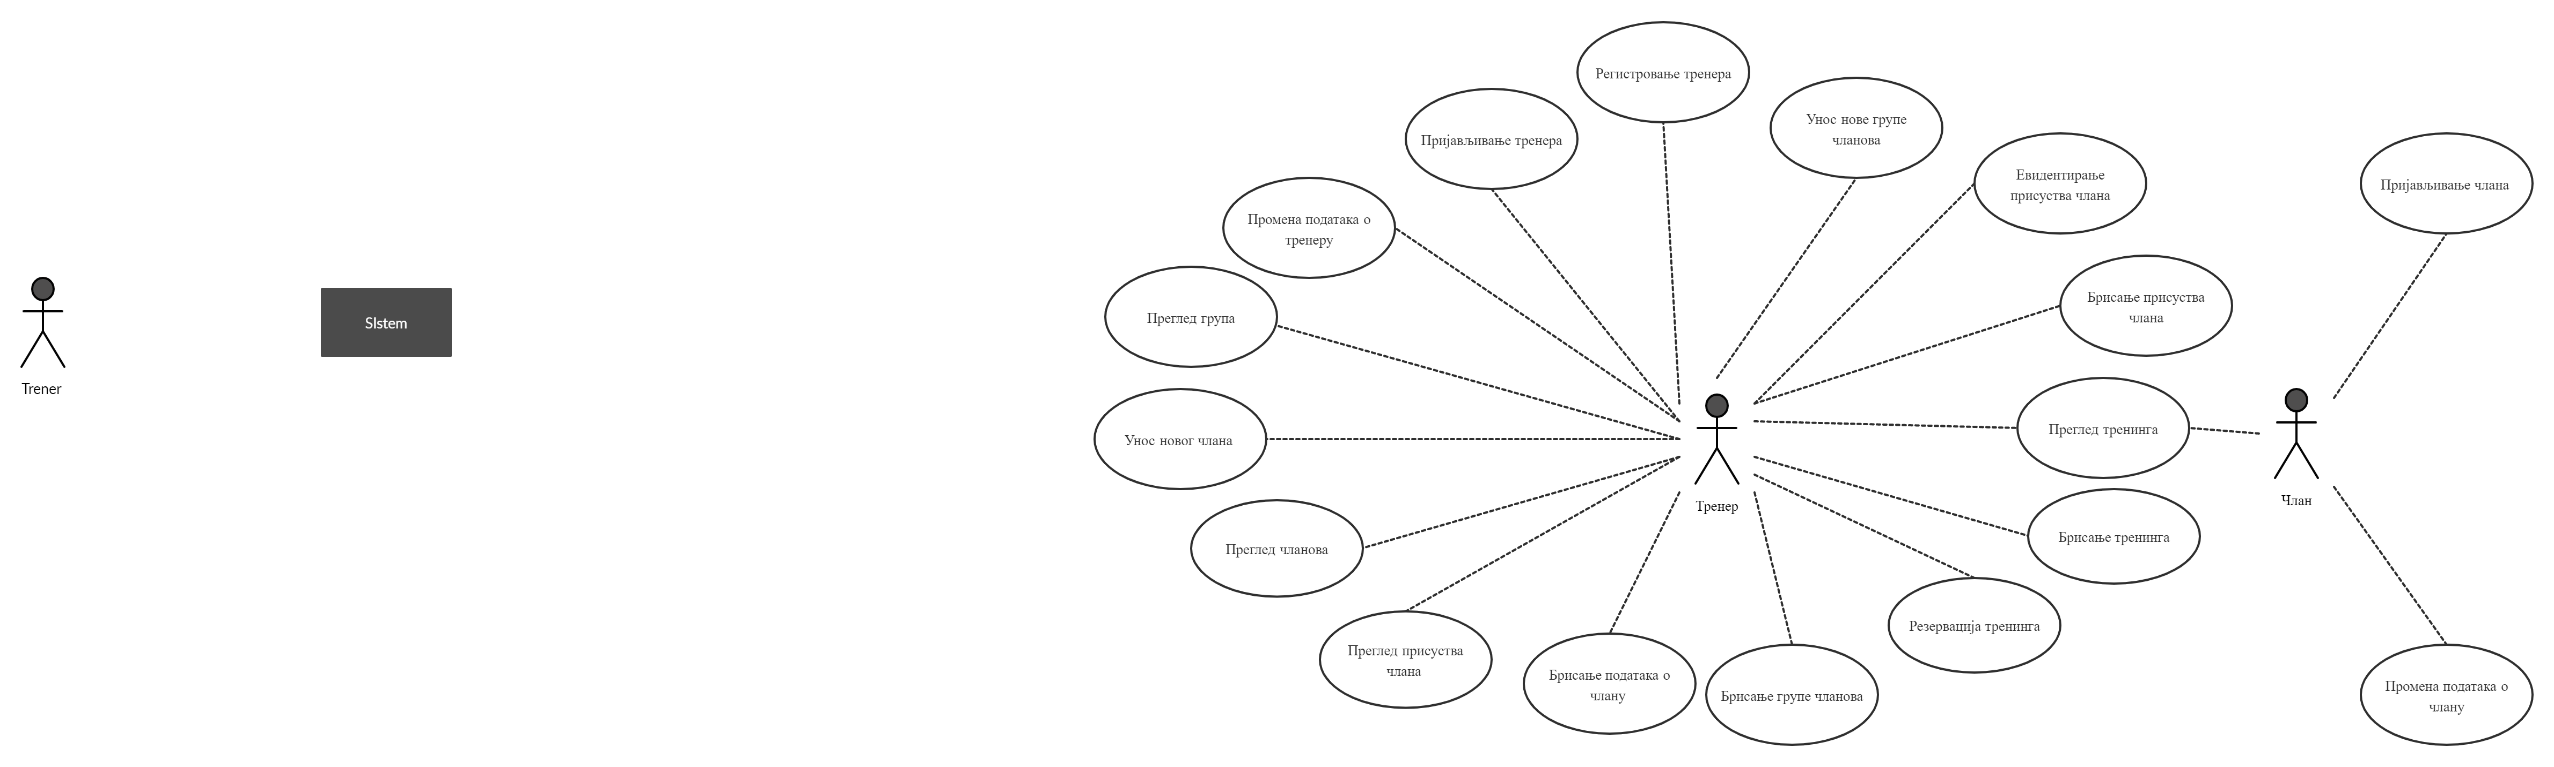 Trener
SIstem
Регистровање тренера
Пријављивање тренера
Унос нове групе
чланова
Евидентирање
присуства члана
Пријављивање члана
Промена података о
тренеру
Брисање присуства
члана
Преглед група
Унос новог члана
Преглед тренинга
Тренер
Члан
Преглед чланова
Брисање тренинга
Резервација тренинга
Преглед присуства
члана
Брисање података о
члану
Брисање групе чланова
Промена података о
члану